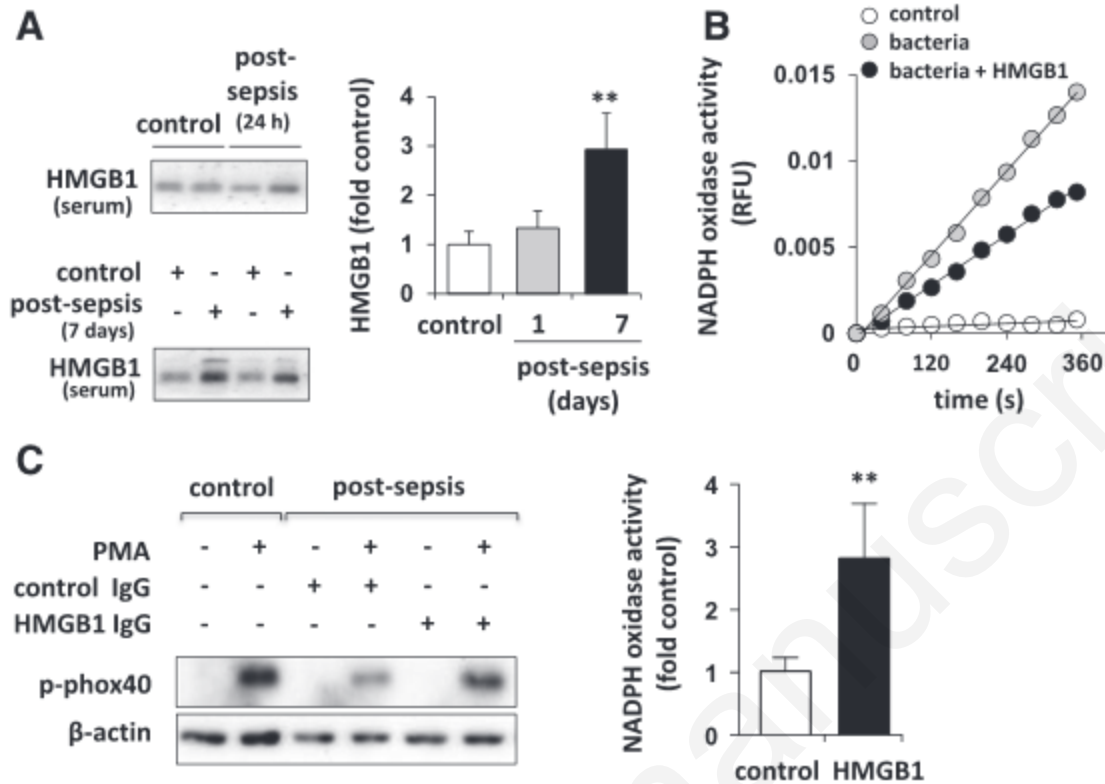 A
post-
sepsis
control (24 h)
HMGB1
(serum)
control + - + -
post-sepsis - + - +
(7 days)
HMGB1
(serum)
HMGB1 (fold control)
4
3
2
1
0
**
control 1 7
post-sepsis
(days)
B
control
bacteria
bacteria + HMGB1
NADPH oxidase activity
(RFU)
0.015
0.01
0.005
0
0 120 240 360
time (s)
C
control post-sepsis
PMA - + - + - +
control IgG - - + + - -
HMGB1 IgG - - - - + +
p-phox40
β-actin
NADPH oxidase activity
(fold control)
4
3
2
1
0
**
control HMGB1